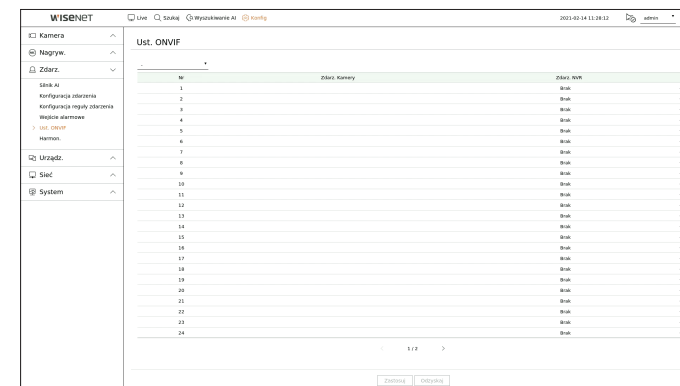 WISENET
Live Szukaj Wyszukiwanie AI Konfig 2021-02-14 11:28:12 admin
Kamera
Nagryw.
Zdarz.
Silnik AI
Konfiguracja zdarzenia
Konfiguracja reguły zdarzenia
Wejście alarmowe
Ust. ONVIF
Harmon.
Urządz.
Sieć
System
Ust. ONVIF
-
Nr Zdarz. Kamery Zdarz. NVR
1 Brak
2 Brak
3 Brak
4 Brak
5 Brak
6 Brak
7 Brak
8 Brak
9 Brak
10 Brak
11 Brak
12 Brak
13 Brak
14 Brak
15 Brak
16 Brak
17 Brak
18 Brak
19 Brak
20 Brak
21 Brak
22 Brak
23 Brak
24 Brak
1 / 2
Zastosuj Odzyskaj